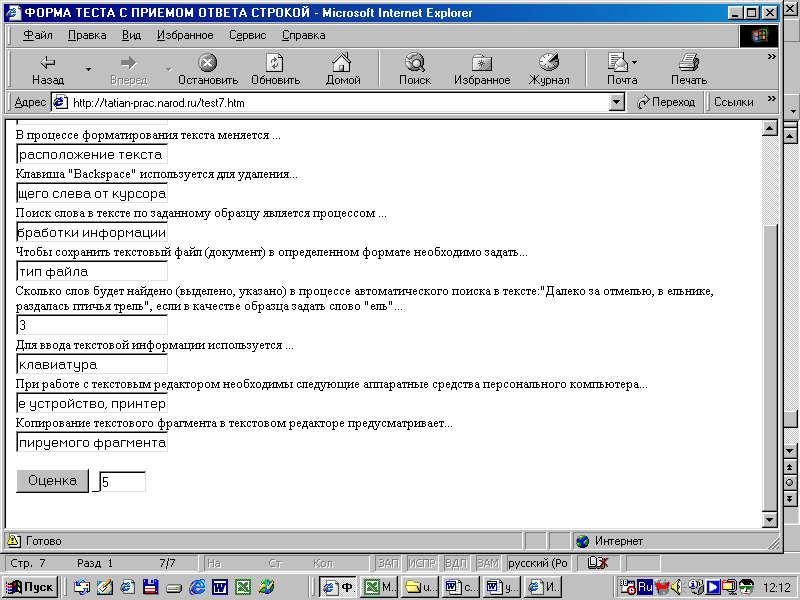 ФОРМА ТЕСТА С ПРИЕМОМ ОТВЕТА СТРОКОЙ - Microsoft Internet Explorer
Файл Правка Вид Избранное Сервис Справка
Назад Вперед Остановить Обновить Домой Поиск Избранное Журнал Почта Печать
Адрес http://tatian-prac.narod.ru/test7.htm Переход Ссылки
В процессе форматирования текста меняется ...
расположение текста
Клавиша "Backspace" используется для удаления...
щего слева от курсора
Поиск слова в тексте по заданному образцу является процессом ...
бработки информации
Чтобы сохранить текстовый файл (документ) в определенном формате необходимо задать...
тип файла
Сколько слов будет найдено (выделено, указано) в процессе автоматического поиска в тексте:"Далеко за отмелью, в ельнике,
раздалась птичья трель", если в качестве образца задать слово "ель"...
3
Для ввода текстовой информации используется ...
клавиатура
При работе с текстовым редактором необходимы следующие аппаратные средства персонального компьютера...
е устройство, принтер
Копирование текстового фрагмента в текстовом редакторе предусматривает...
пируемого фрагмента
Оценка 5
Готово Интернет
Стр. 7 Разд 1 7/7 На Ст Кол ЗАП ИСПР ВДЛ ЗАМ русский (Ро
Пуск Ф. M.. u... с... у... И.. Ru 12:12